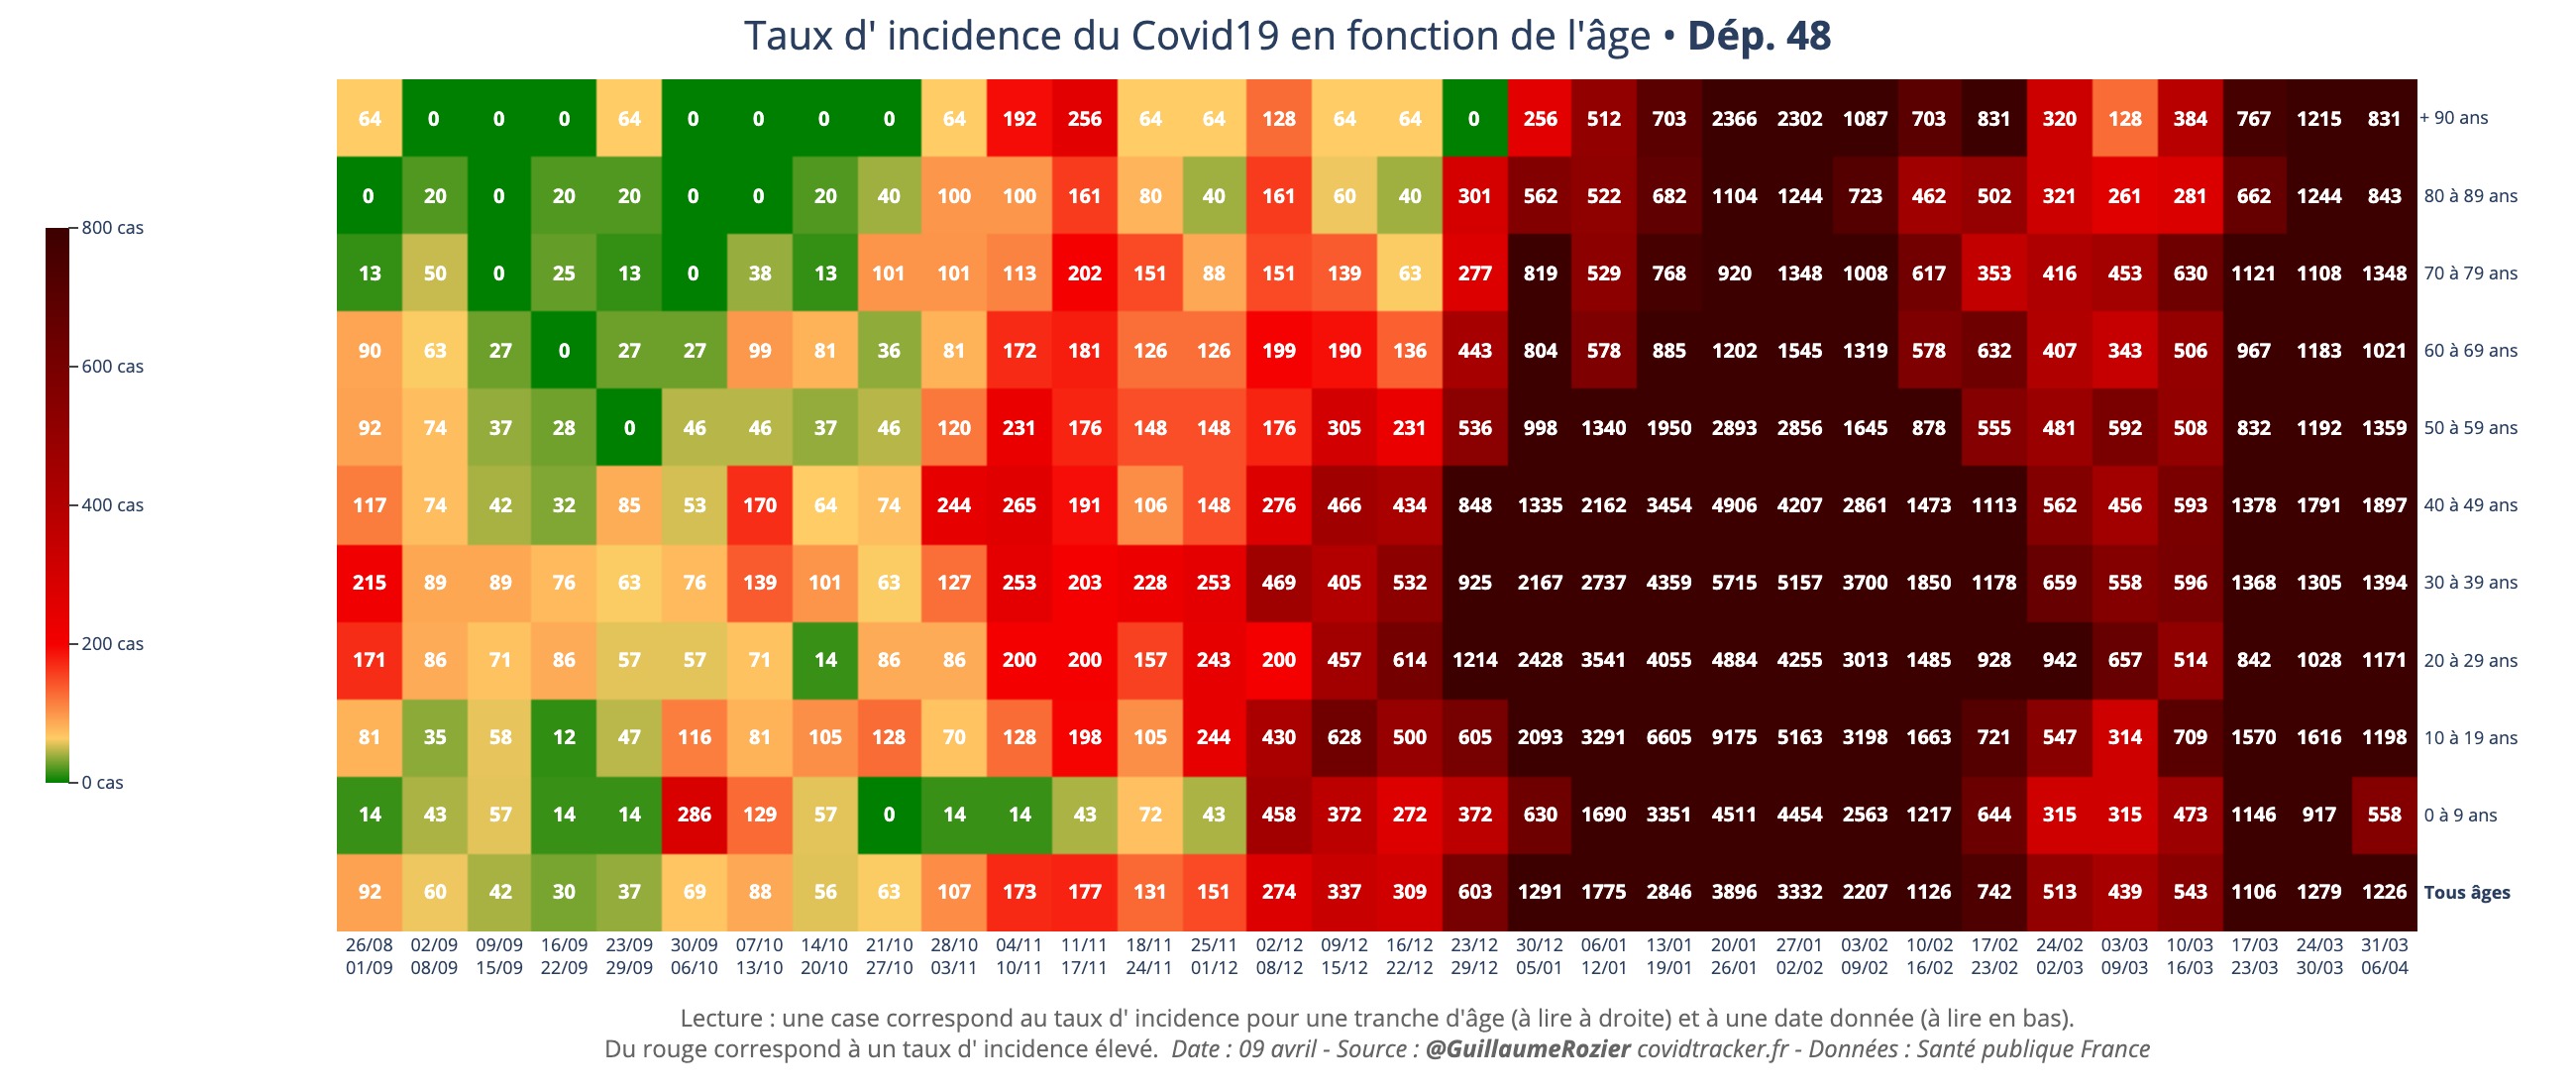 Taux d' incidence du Covid19 en fonction de l'âge • Dép. 48
64 0 0 0 64 0 0 0 0 64 192 256 64 64 128 64 64 0 256 512 703 2366 2302 1087 703 831 320 128 384 767 1215 831 + 90 ans
0 20 0 20 20 0 0 20 40 100 100 161 80 40 161 60 40 301 562 522 682 1104 1244 723 462 502 321 261 281 662 1244 843 80 à 89 ans
800 cas
13 50 0 25 13 0 38 13 101 101 113 202 151 88 151 139 63 277 819 529 768 920 1348 1008 617 353 416 453 630 1121 1108 1348 70 à 79 ans
90 63 27 0 27 27 99 81 36 81 172 181 126 126 199 190 136 443 804 578 885 1202 1545 1319 578 632 407 343 506 967 1183 1021 60 à 69 ans
600 cas
92 74 37 28 0 46 46 37 46 120 231 176 148 148 176 305 231 536 998 1340 1950 2893 2856 1645 878 555 481 592 508 832 1192 1359 50 à 59 ans
400 cas
117 74 42 32 85 53 170 64 74 244 265 191 106 148 276 466 434 848 1335 2162 3454 4906 4207 2861 1473 1113 562 456 593 1378 1791 1897 40 à 49 ans
215 89 89 76 63 76 139 101 63 127 253 203 228 253 469 405 532 925 2167 2737 4359 5715 5157 3700 1850 1178 659 558 596 1368 1305 1394 30 à 39 ans
200 cas
171 86 71 86 57 57 71 14 86 86 200 200 157 243 200 457 614 1214 2428 3541 4055 4884 4255 3013 1485 928 942 657 514 842 1028 1171 20 à 29 ans
81 35 58 12 47 116 81 105 128 70 128 198 105 244 430 628 500 605 2093 3291 6605 9175 5163 3198 1663 721 547 314 709 1570 1616 1198 10 à 19 ans
0 cas
14 43 57 14 14 286 129 57 0 14 14 43 72 43 458 372 272 372 630 1690 3351 4511 4454 2563 1217 644 315 315 473 1146 917 558 0 à 9 ans
92 60 42 30 37 69 88 56 63 107 173 177 131 151 274 337 309 603 1291 1775 2846 3896 3332 2207 1126 742 513 439 543 1106 1279 1226 Tous âges
26/08 02/09 09/09 16/09 23/09 30/09 07/10 14/10 21/10 28/10 04/11 11/11 18/11 25/11 02/12 09/12 16/12 23/12 30/12 06/01 13/01 20/01 27/01 03/02 10/02 17/02 24/02 03/03 10/03 17/03 24/03 31/03
01/09 08/09 15/09 22/09 29/09 06/10 13/10 20/10 27/10 03/11 10/11 17/11 24/11 01/12 08/12 15/12 22/12 29/12 05/01 12/01 19/01 26/01 02/02 09/02 16/02 23/02 02/03 09/03 16/03 23/03 30/03 06/04
Lecture : une case correspond au taux d' incidence pour une tranche d'âge (à lire à droite) et à une date donnée (à lire en bas).
Du rouge correspond à un taux d' incidence élevé. Date : 09 avril - Source : @GuillaumeRozier covidtracker.fr - Données : Santé publique France